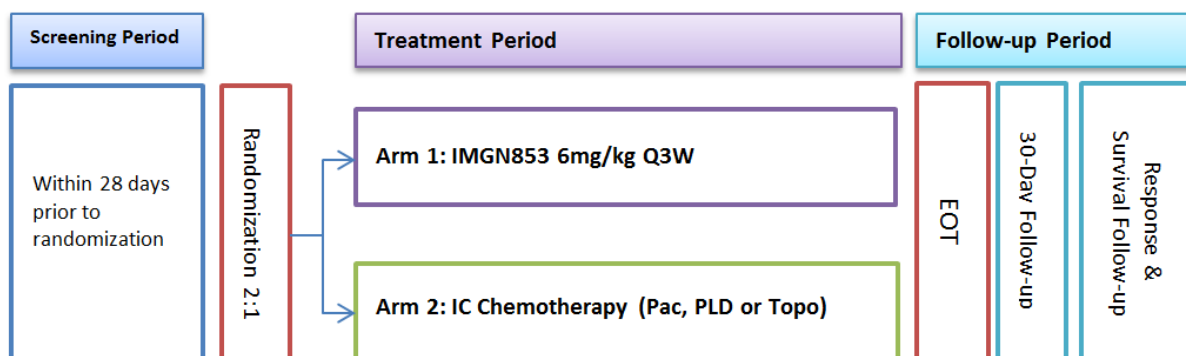 Screening Period
Treatment Period
Follow-up Period
Within 28 days
prior to
randomization
Randomization 2:1
Arm 1: IMGN853 6mg/kg Q3W
Arm 2: IC Chemotherapy (Pac, PLD or Topo)
EOT
30-Day Follow-up
Response &
Survival Follow-up